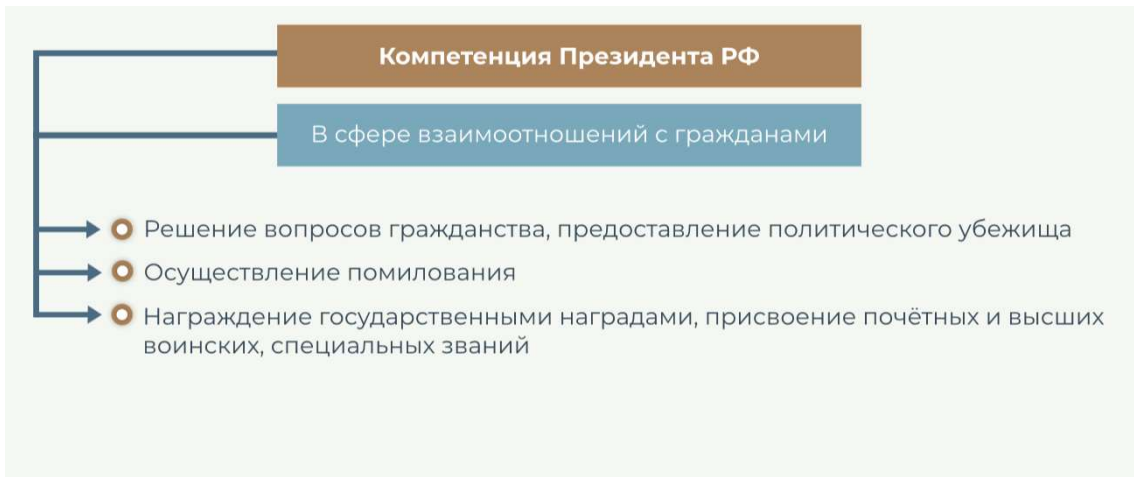 Компетенция Президента РФ
В сфере взаимоотношений с гражданами
Решение вопросов гражданства, предоставление политического убежища
Осуществление помилования
Награждение государственными наградами, присвоение почётных и высших
воинских, специальных званий